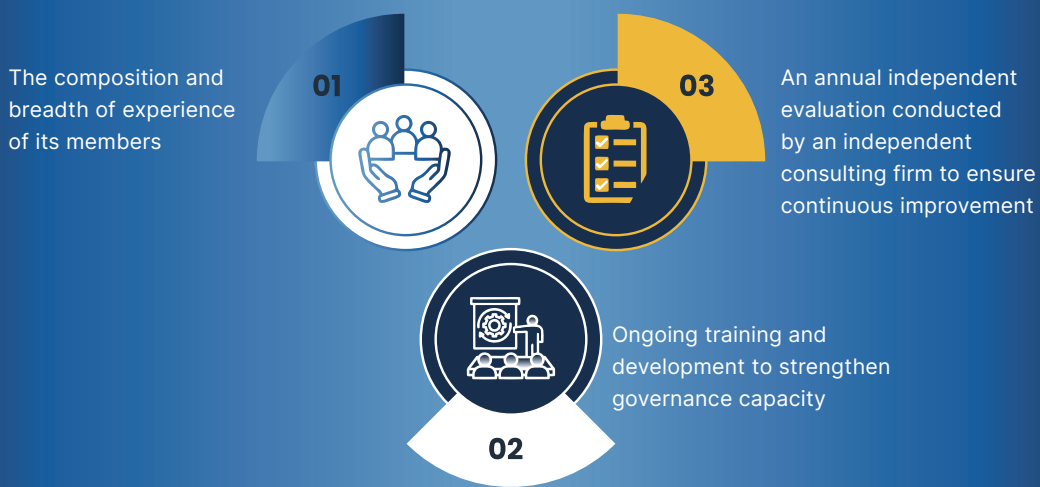 01
The composition and
breadth of experience
of its members
02
Ongoing training and
development to strengthen
governance capacity
03
An annual independent
evaluation conducted
by an independent
consulting firm to ensure
continuous improvement